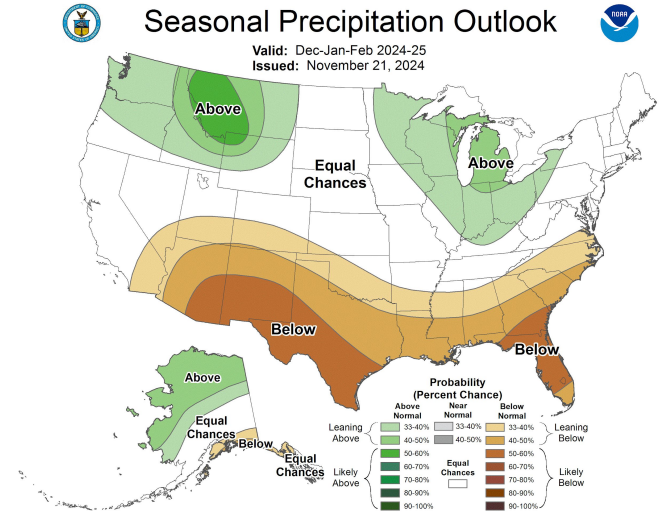 Seasonal Precipitation Outlook
Valid: Dec-Jan-Feb 2024-25
Issued: November 21, 2024
NOAA
Above
Equal
Chances
Above
Below
Below
Above
Equal
Chances
Below
Equal
Chances
Probability
(Percent Chance)
Above
Normal
Near
Normal
Below
Normal
Leaning
Above
33-40%
40-50%
33-40%
40-50%
33-40%
40-50%
Leaning
Below
Likely
Above
50-60%
60-70%
70-80%
80-90%
90-100%
Equal
Chances
50-60%
60-70%
70-80%
80-90%
90-100%
Likely
Below